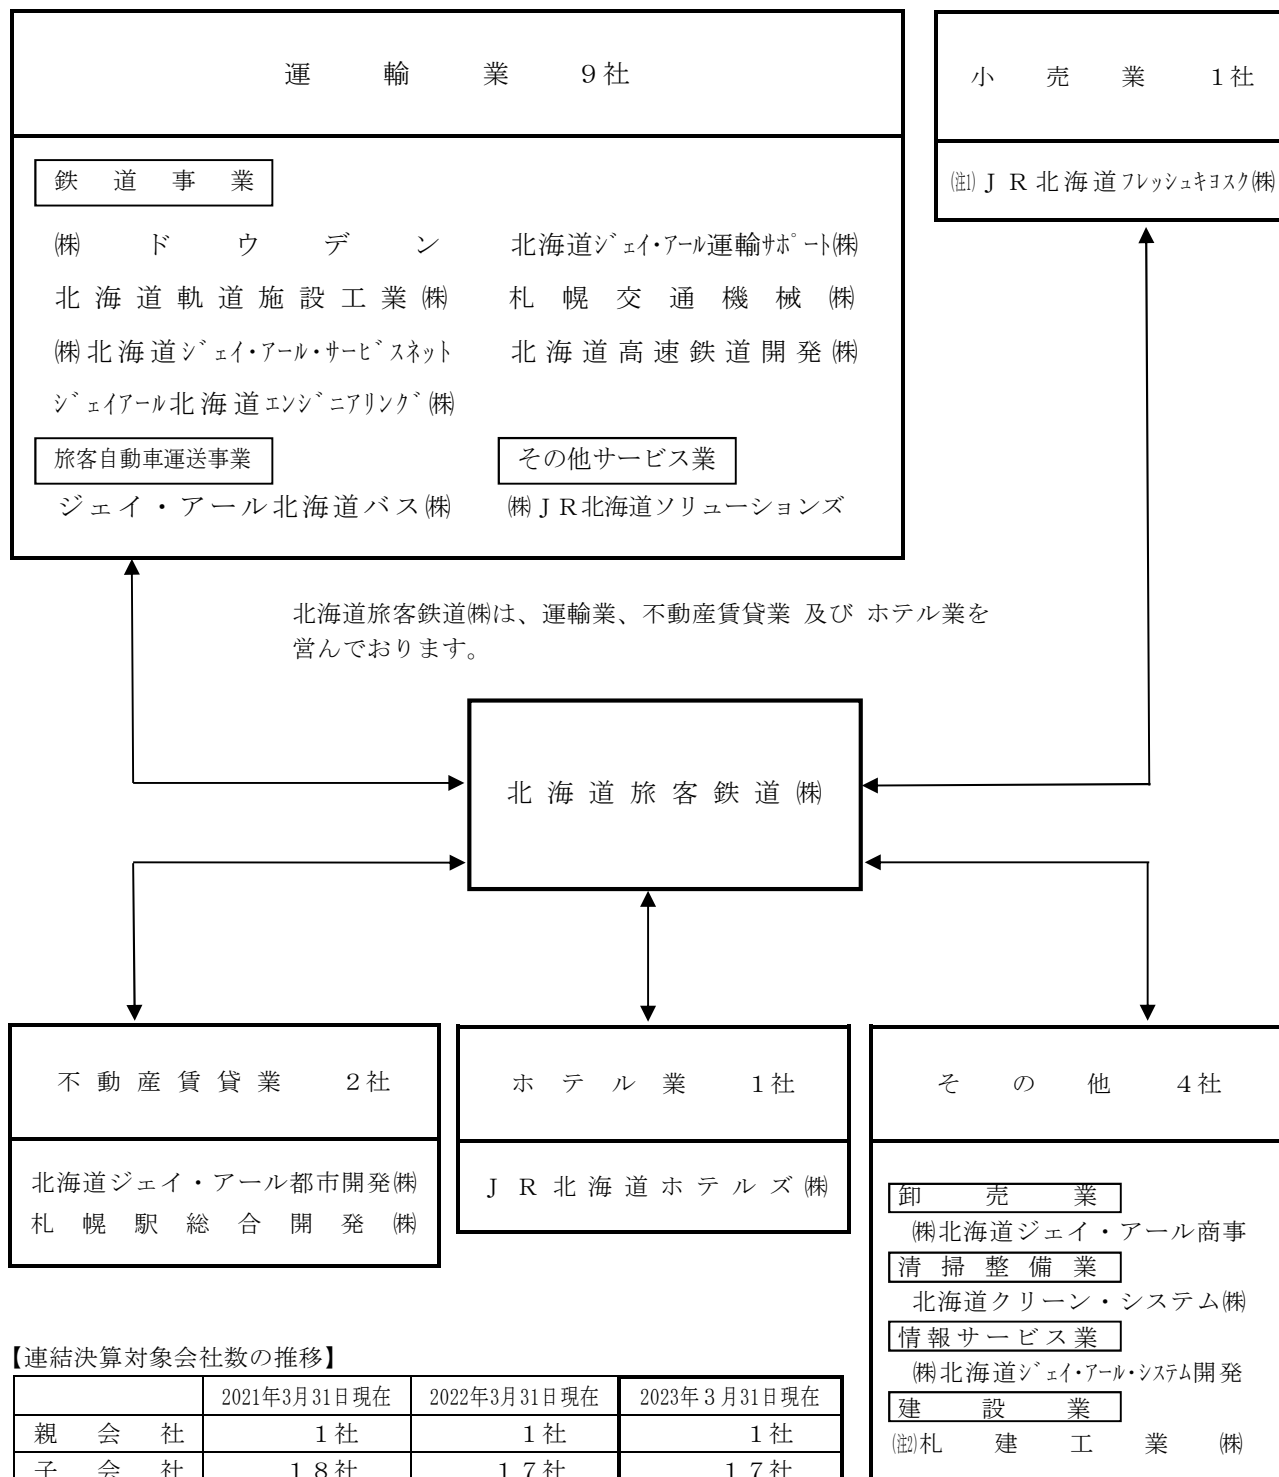 運輸業 9社
小売業 1社
鉄道事業
㈱ドウデン
北海道ジェイ・アール運輸サポート㈱
北海道軌道施設工業㈱
札幌交通機械㈱
㈱北海道ジェイ・アール・サービスネット
北海道高速鉄道開発㈱
ジェイアール北海道エンジニアリング㈱
旅客自動車運送事業
その他サービス業
ジェイ・アール北海道バス㈱
㈱JR北海道ソリューションズ
(注1)JR北海道フレッシュキヨスク㈱
北海道旅客鉄道㈱は、運輸業、不動産賃貸業 及び ホテル業を
営んでおります。
北海道旅客鉄道㈱
不動産賃貸業 2社
北海道ジェイ・アール都市開発㈱
札幌駅総合開発㈱
ホテル業 1社
JR北海道ホテルズ㈱
その他 4社
卸売業
㈱北海道ジェイ・アール商事
清掃整備業
北海道クリーン・システム㈱
情報サービス業
㈱北海道ジェイ・アール・システム開発
建設業
(注2)札建工業㈱
【連結決算対象会社数の推移】
2021年3月31日現在 2022年3月31日現在 2023年3月31日現在
親会社 1社 1社 1社
子会社 18社 17社 17社